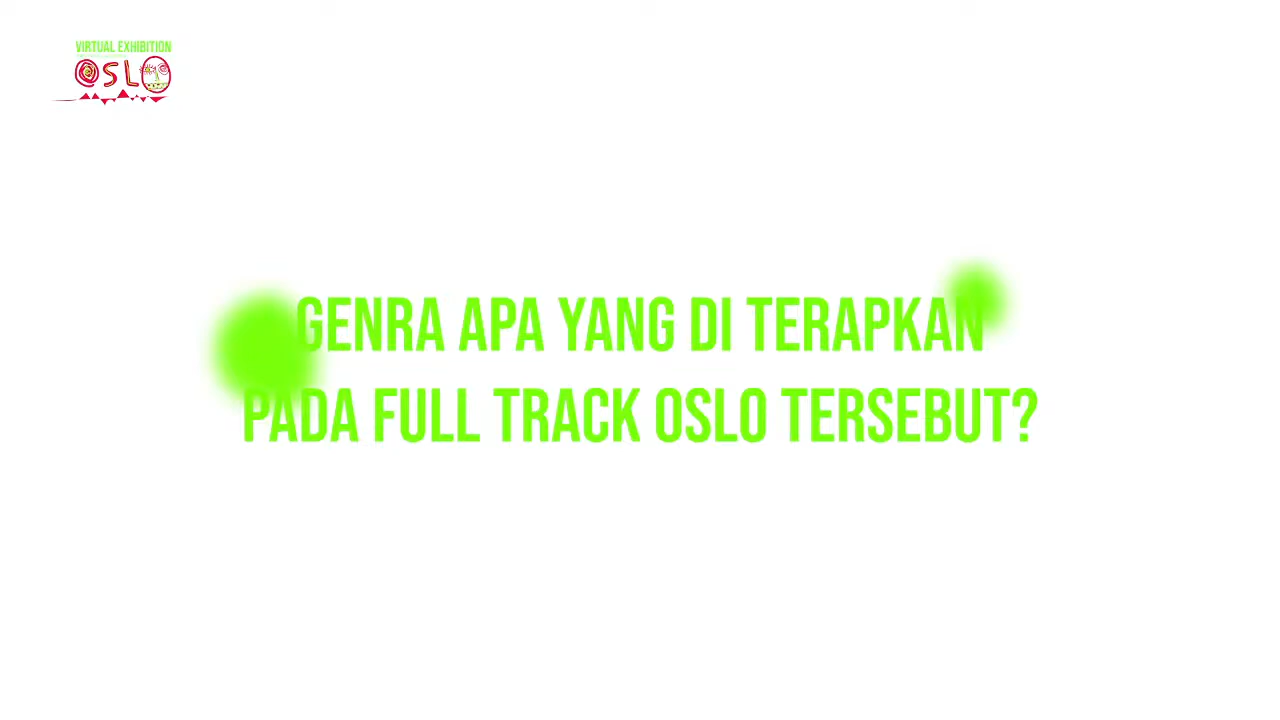 VIRTUAL EXHIBITION
OSLO
GENRA APA YANG DI TERAPKAN
PADA FULL TRACK OSLO TERSEBUT?